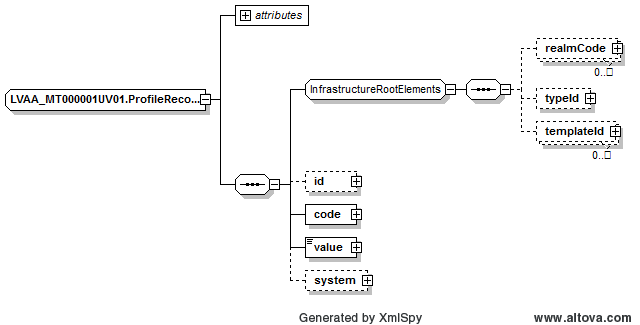 attributes
LVAA_MT000001UV01.ProfileReco...
InfrastructureRootElements
realmCode
0..
typeId
templateId
0..
id
code
value
system
Generated by XmlSpy
www.altova.com